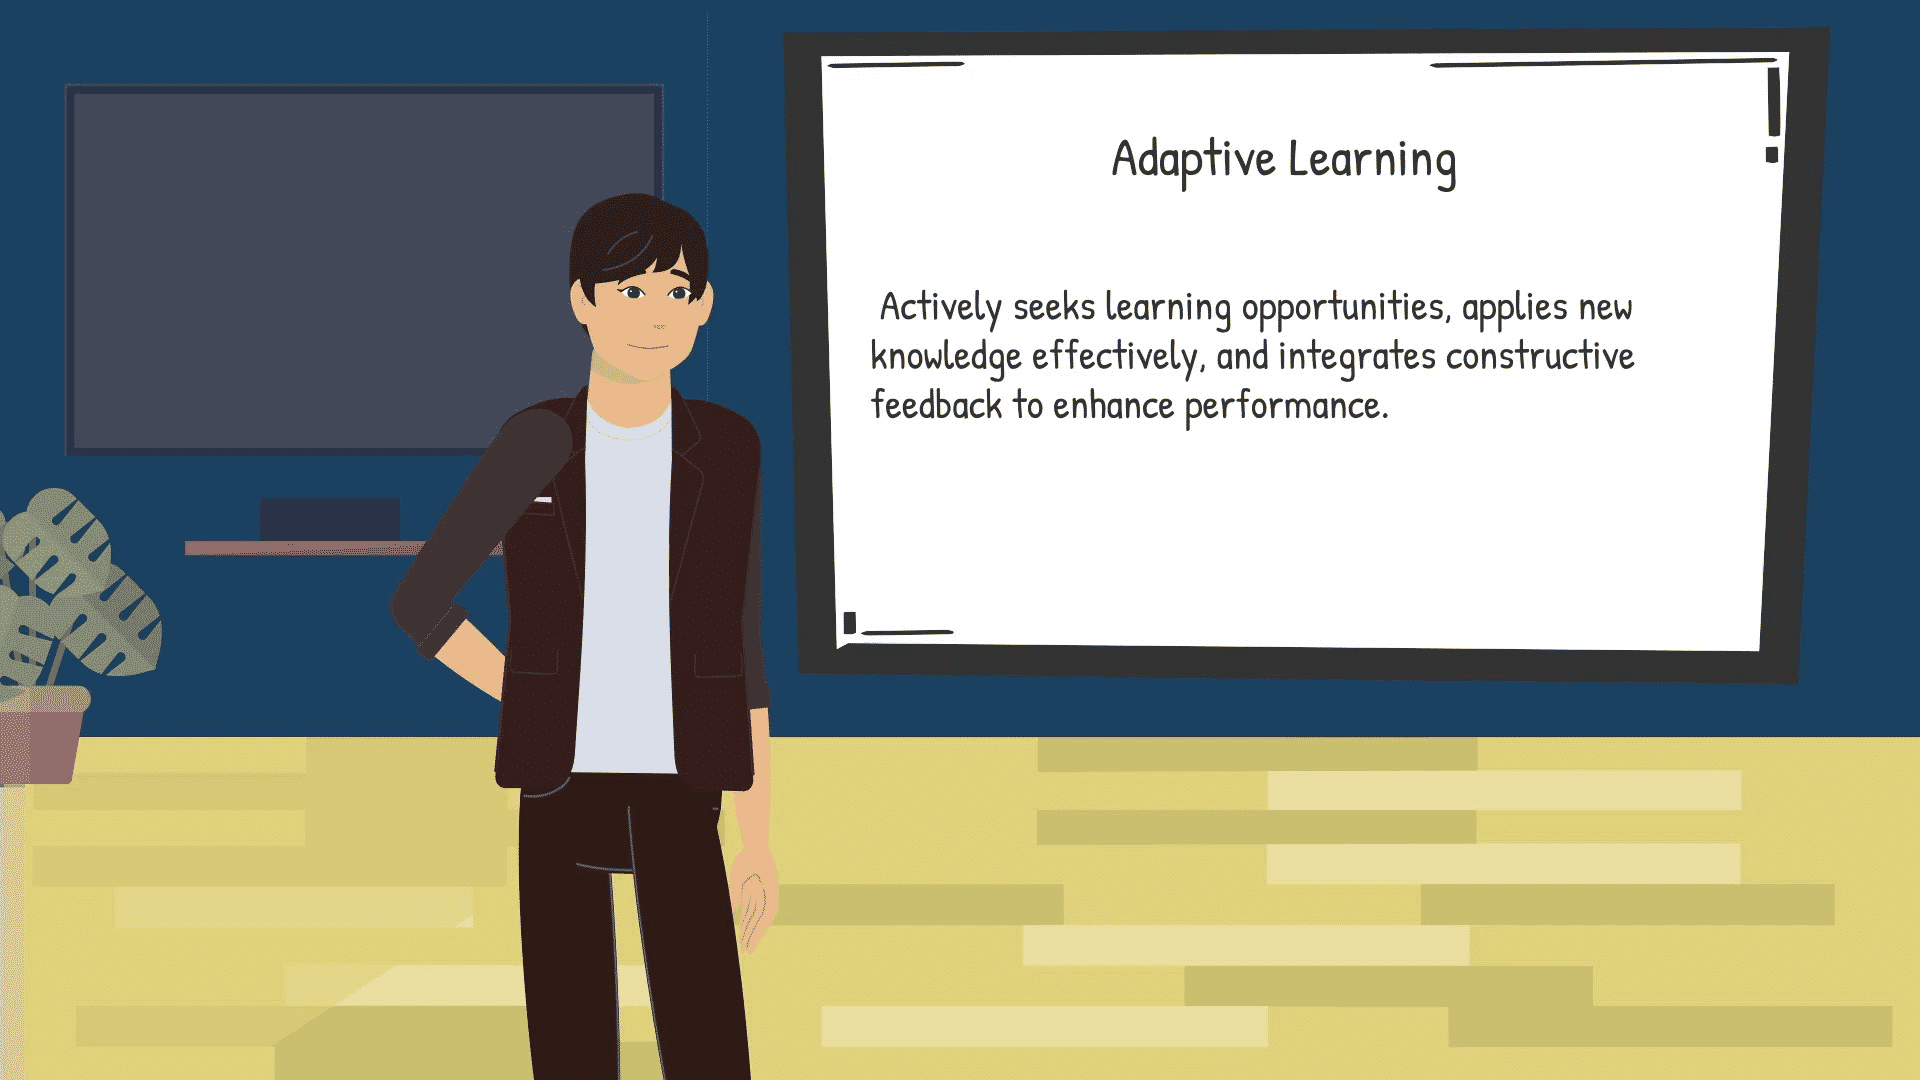 Adaptive Learning
Actively seeks learning opportunities, applies new
knowledge effectively, and integrates constructive
feedback to enhance performance.